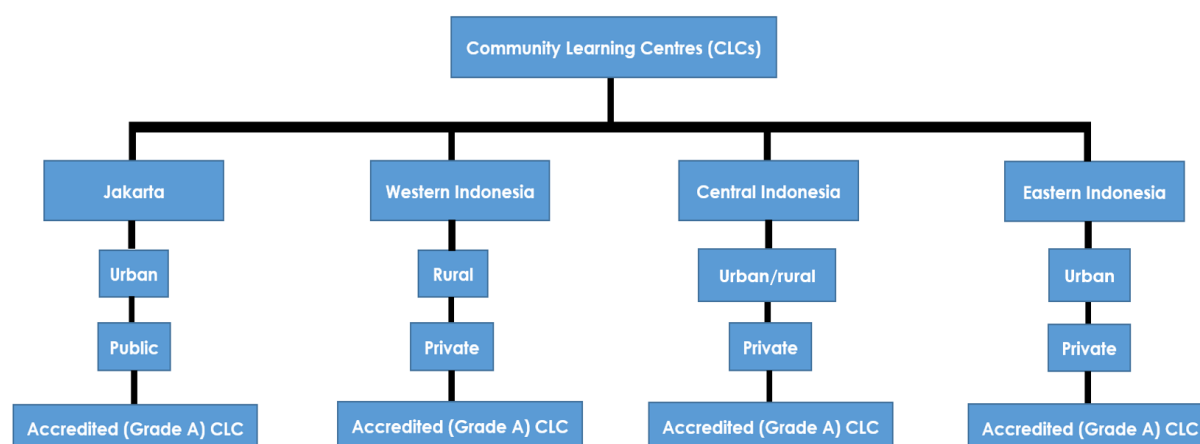 Community Learning Centres (CLCs)
Jakarta
Western Indonesia
Central Indonesia
Eastern Indonesia
Urban
Rural
Urban/rural
Urban
Public
Private
Private
Private
Accredited (Grade A) CLC
Accredited (Grade A) CLC
Accredited (Grade A) CLC
Accredited (Grade A) CLC